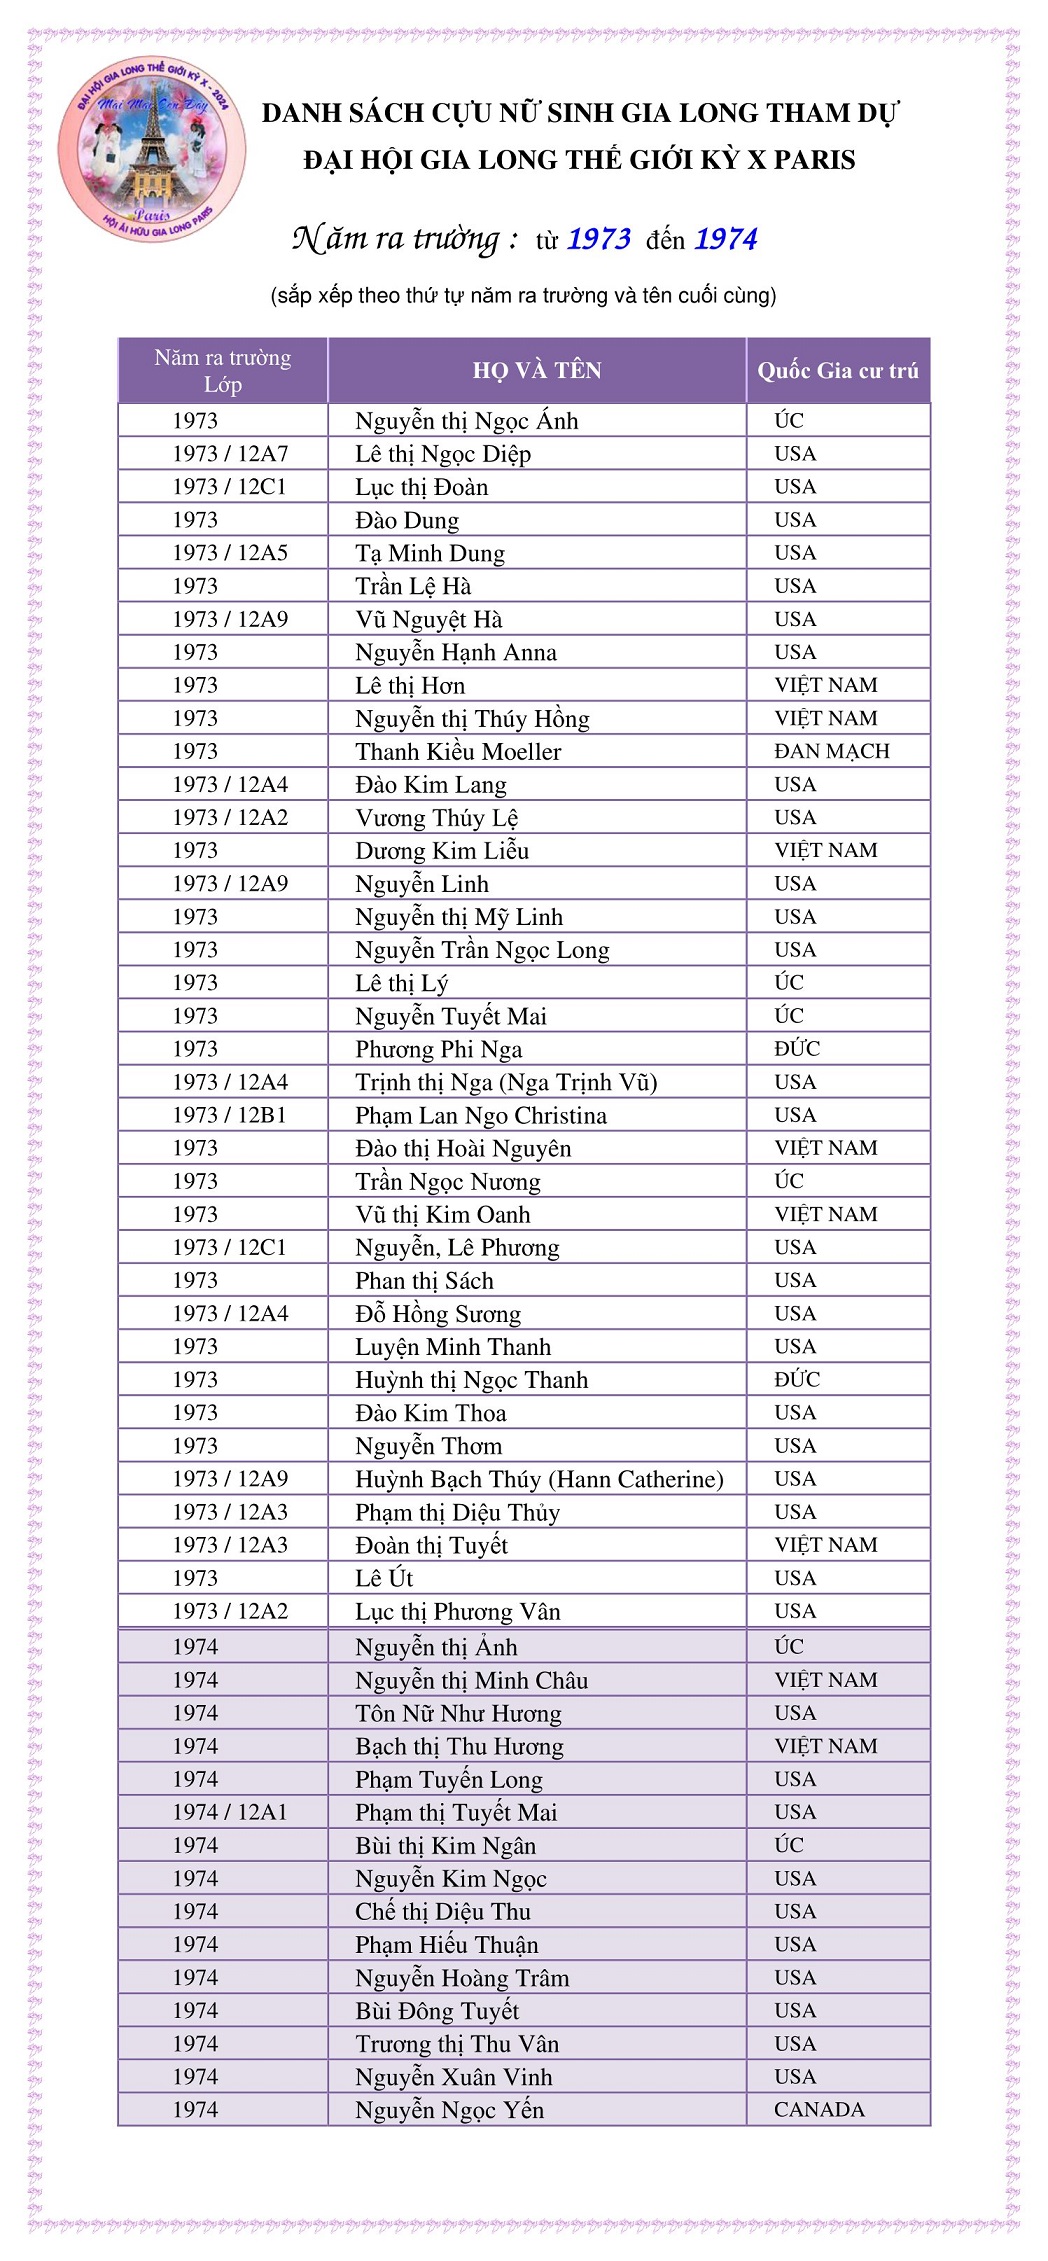 ĐẠI HỘI GIA LONG THẾ GIỚI KỲ X - 2024
Mãi Mãi Còn Đây
Paris
HỘI ÁI HỮU GIA LONG PARIS
DANH SÁCH CỰU NỮ SINH GIA LONG THAM DỰ
ĐẠI HỘI GIA LONG THẾ GIỚI KỲ X PARIS
Năm ra trường : từ 1973 đến 1974
(sắp xếp theo thứ tự năm ra trường và tên cuối cùng)
Năm ra trường
Lớp
HỌ VÀ TÊN
Quốc Gia cư trú
1973 Nguyễn thị Ngọc Ánh ÚC
1973 / 12A7 Lê thị Ngọc Diệp USA
1973 / 12C1 Lục thị Đoàn USA
1973 Đào Dung USA
1973 / 12A5 Tạ Minh Dung USA
1973 Trần Lệ Hà USA
1973 / 12A9 Vũ Nguyệt Hà USA
1973 Nguyễn Hạnh Anna USA
1973 Lê thị Hơn VIỆT NAM
1973 Nguyễn thị Thúy Hồng VIỆT NAM
1973 Thanh Kiều Moeller ĐAN MẠCH
1973 / 12A4 Đào Kim Lang USA
1973 / 12A2 Vương Thúy Lệ USA
1973 Dương Kim Liễu VIỆT NAM
1973 / 12A9 Nguyễn Linh USA
1973 Nguyễn thị Mỹ Linh USA
1973 Nguyễn Trần Ngọc Long USA
1973 Lê thị Lý ÚC
1973 Nguyễn Tuyết Mai ÚC
1973 Phương Phi Nga ĐỨC
1973 / 12A4 Trịnh thị Nga (Nga Trịnh Vũ) USA
1973 / 12B1 Phạm Lan Ngo Christina USA
1973 Đào thị Hoài Nguyên VIỆT NAM
1973 Trần Ngọc Nương ÚC
1973 Vũ thị Kim Oanh VIỆT NAM
1973 / 12C1 Nguyễn, Lê Phương USA
1973 Phan thị Sách USA
1973 / 12A4 Đỗ Hồng Sương USA
1973 Luyện Minh Thanh USA
1973 Huỳnh thị Ngọc Thanh ĐỨC
1973 Đào Kim Thoa USA
1973 Nguyễn Thơm USA
1973 / 12A9 Huỳnh Bạch Thúy (Hann Catherine) USA
1973 / 12A3 Phạm thị Diệu Thủy USA
1973 / 12A3 Đoàn thị Tuyết VIỆT NAM
1973 Lê Út USA
1973 / 12A2 Lục thị Phương Vân USA
1974 Nguyễn thị Ảnh ÚC
1974 Nguyễn thị Minh Châu VIỆT NAM
1974 Tôn Nữ Như Hương USA
1974 Bạch thị Thu Hương VIỆT NAM
1974 Phạm Tuyến Long USA
1974 / 12A1 Phạm thị Tuyết Mai USA
1974 Bùi thị Kim Ngân ÚC
1974 Nguyễn Kim Ngọc USA
1974 Chế thị Diệu Thu USA
1974 Phạm Hiếu Thuận USA
1974 Nguyễn Hoàng Trâm USA
1974 Bùi Đông Tuyết USA
1974 Trương thị Thu Vân USA
1974 Nguyễn Xuân Vinh USA
1974 Nguyễn Ngọc Yến CANADA